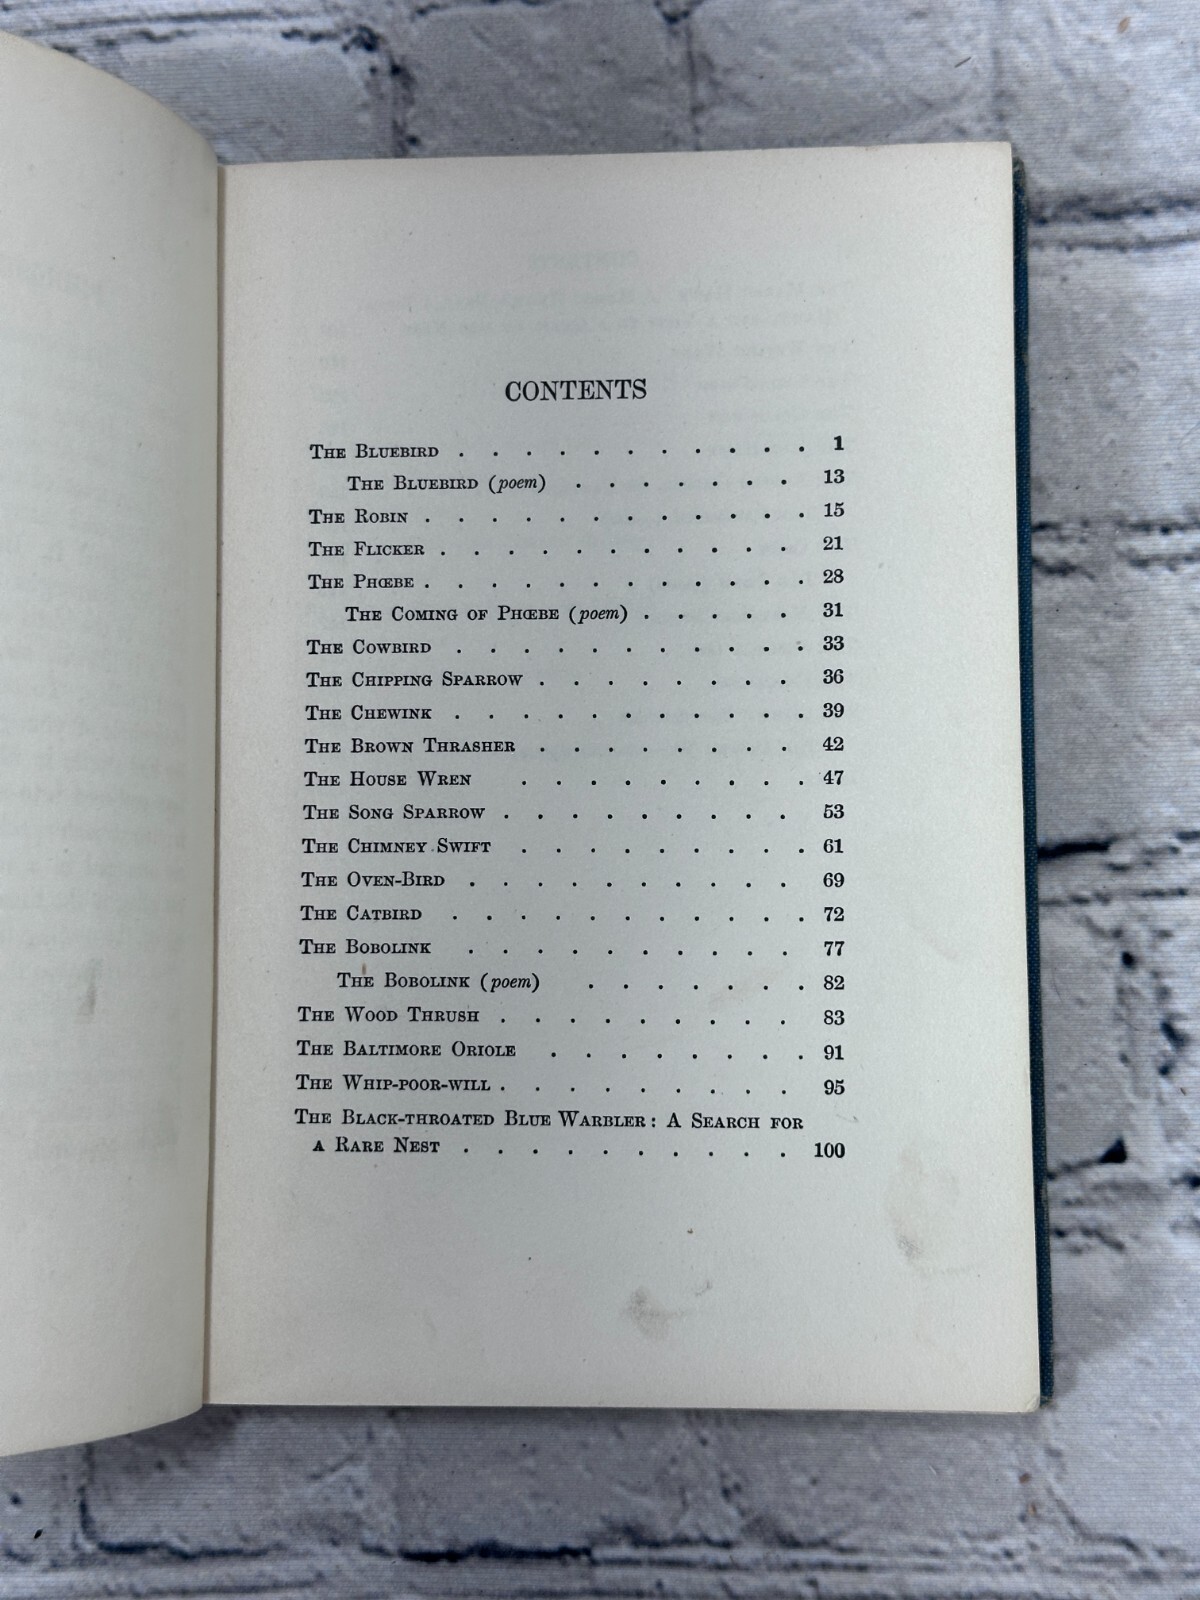 CONTENTS
The Bluebird . . . . . . . . . . . 1
The Bluebird (poem) . . . . . . . 13
The Robin . . . . . . . . . . . . 15
The Flicker . . . . . . . . . . . 21
The Phœbe . . . . . . . . . . . . 28
The Coming of Phœbe (poem) . . . . . 31
The Cowbird . . . . . . . . . . . 33
The Chipping Sparrow . . . . . . . . 36
The Chewink . . . . . . . . . . . 39
The Brown Thrasher . . . . . . . . 42
The House Wren . . . . . . . . . 47
The Song Sparrow . . . . . . . . . 53
The Chimney Swift . . . . . . . . . 61
The Oven-Bird . . . . . . . . . . 69
The Catbird . . . . . . . . . . . 72
The Bobolink . . . . . . . . . . 77
The Bobolink (poem) . . . . . . . 82
The Wood Thrush . . . . . . . . . 83
The Baltimore Oriole . . . . . . . . 91
The Whip-poor-will . . . . . . . . . 95
The Black-throated Blue Warbler: A Search for
a Rare Nest . . . . . . . . . . 100